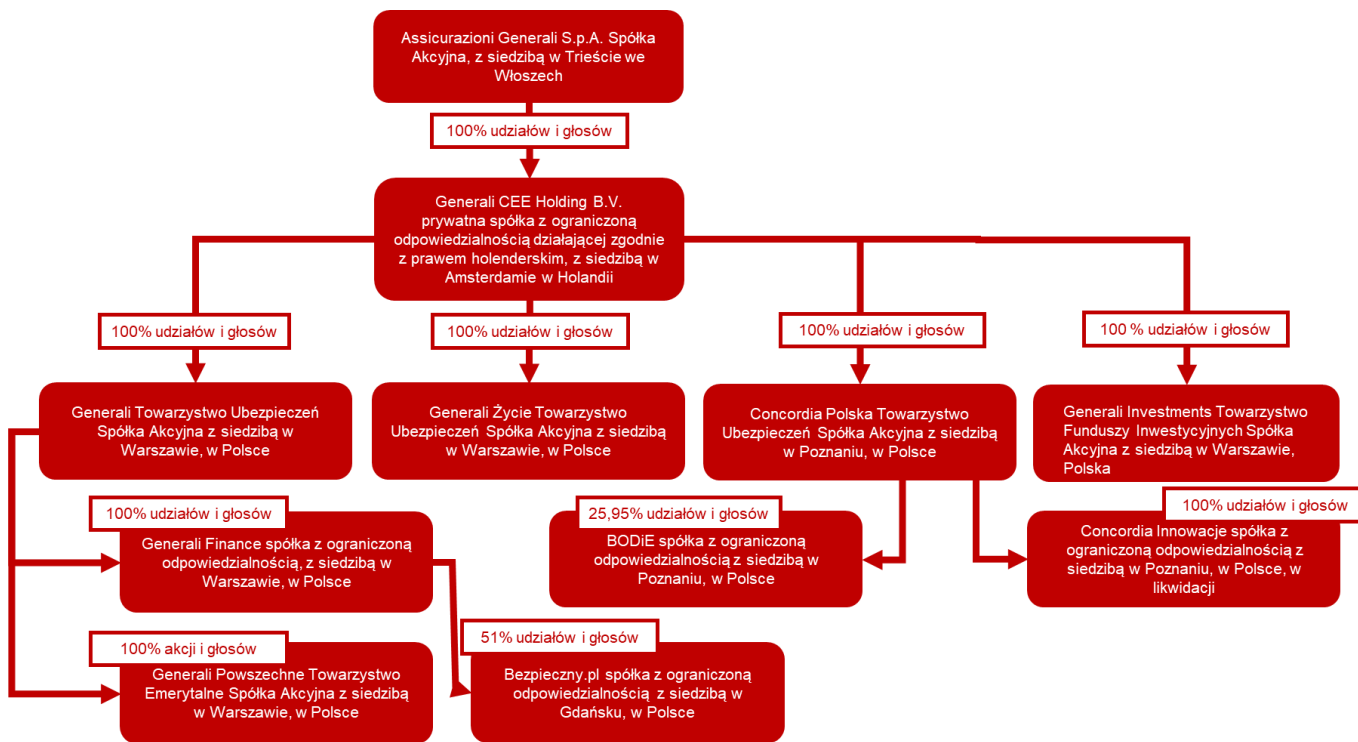 Assicurazioni Generali S.p.A. Spółka
Akcyjna, z siedzibą w Trieście we
Włoszech
100% udziałów i głosów
Generali CEE Holding B.V.
prywatna spółka z ograniczoną
odpowiedzialnością działającej zgodnie
z prawem holenderskim, z siedzibą w
Amsterdamie w Holandii
100% udziałów i głosów
100% udziałów i głosów
100% udziałów i głosów
100 % udziałów i głosów
Generali Towarzystwo Ubezpieczeń
Spółka Akcyjna z siedzibą w
Warszawie, w Polsce
Generali Życie Towarzystwo
Ubezpieczeń Spółka Akcyjna z siedzibą
w Warszawie, w Polsce
Concordia Polska Towarzystwo
Ubezpieczeń Spółka Akcyjna z siedzibą
w Poznaniu, w Polsce
Generali Investments Towarzystwo
Funduszy Inwestycyjnych Spółka
Akcyjna z siedzibą w Warszawie,
Polska
100% udziałów i głosów
Generali Finance spółka z ograniczoną
odpowiedzialnością, z siedzibą w
Warszawie, w Polsce
25,95% udziałów i głosów
BODiE spółka z ograniczoną
odpowiedzialnością z siedzibą w
Poznaniu, w Polsce
100% udziałów i głosów
Concordia Innowacje spółka z
ograniczoną odpowiedzialnością z
siedzibą w Poznaniu, w Polsce, w
likwidacji
100% akcji i głosów
Generali Powszechne Towarzystwo
Emerytalne Spółka Akcyjna z siedzibą
w Warszawie, w Polsce
51% udziałów i głosów
Bezpieczny.pl spółka z ograniczoną
odpowiedzialnością z siedzibą w
Gdańsku, w Polsce